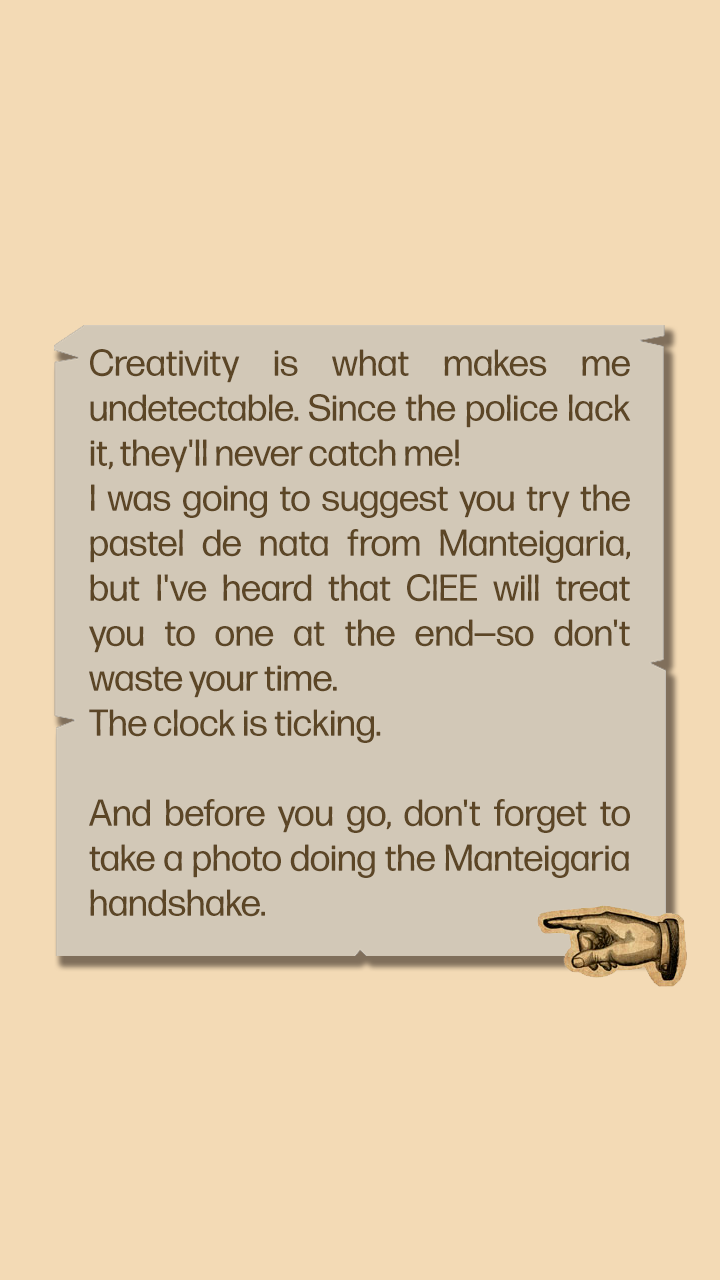 Creativity is what makes me
undetectable. Since the police lack
it, they'll never catch me!
I was going to suggest you try the
pastel de nata from Manteigaria,
but I've heard that CIEE will treat
you to one at the end—so don't
waste your time.
The clock is ticking.
And before you go, don't forget to
take a photo doing the Manteigaria
handshake.